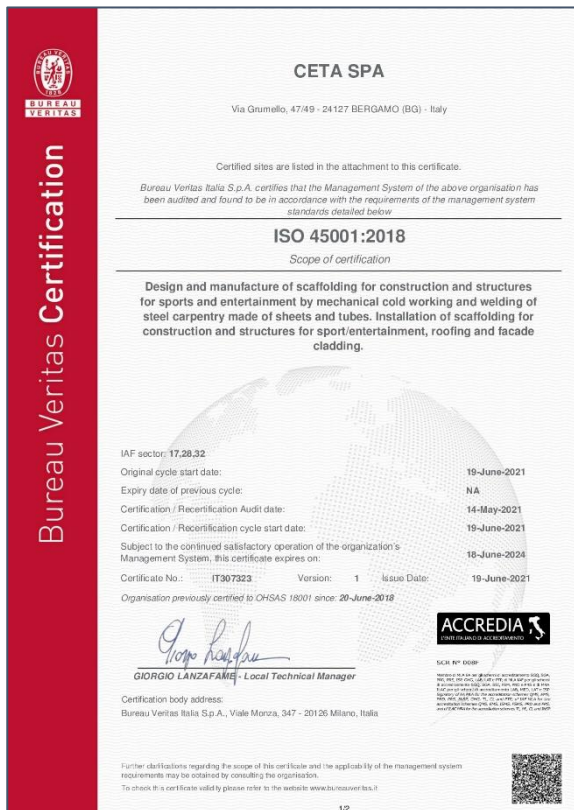 BUREAU VERITAS
1828
BUREAU
VERITAS
Bureau Veritas Certification
CETA SPA
Via Grumello, 47/49 - 24127 BERGAMO (BG) - Italy
Certified sites are listed in the attachment to this certificate.
Bureau Veritas Italia S.p.A. certifies that the Management System of the above organisation has
been audited and found to be in accordance with the requirements of the management system
standards detailed below
ISO 45001:2018
Scope of certification
Design and manufacture of scaffolding for construction and structures
for sports and entertainment by mechanical cold working and welding of
steel carpentry made of sheets and tubes. Installation of scaffolding for
construction and structures for sport/entertainment, roofing and facade
cladding.
IAF sector: 17,28,32
Original cycle start date: 19-June-2021
Expiry date of previous cycle: NA
Certification / Recertification Audit date: 14-May-2021
Certification / Recertification cycle start date: 19-June-2021
Subject to the continued satisfactory operation of the organization's
Management System, this certificate expires on: 18-June-2024
Certificate No.: IT307323 Version: 1 Issue Date: 19-June-2021
Organisation previously certified to OHSAS 18001 since: 20-June-2018
ACCREDIA
L'ENTE ITALIANO DI ACCREDITAMENTO
SCR N° 008F
GIORGIO LANZAFAME - Local Technical Manager
Certification body address:
Bureau Veritas Italia S.p.A., Viale Monza, 347 - 20126 Milano, Italia
Further clarifications regarding the scope of this certificate and the applicability of the management system
requirements may be obtained by consulting the organisation.
To check this certificate validity please refer to the website www.bureauveritas.it
1/2